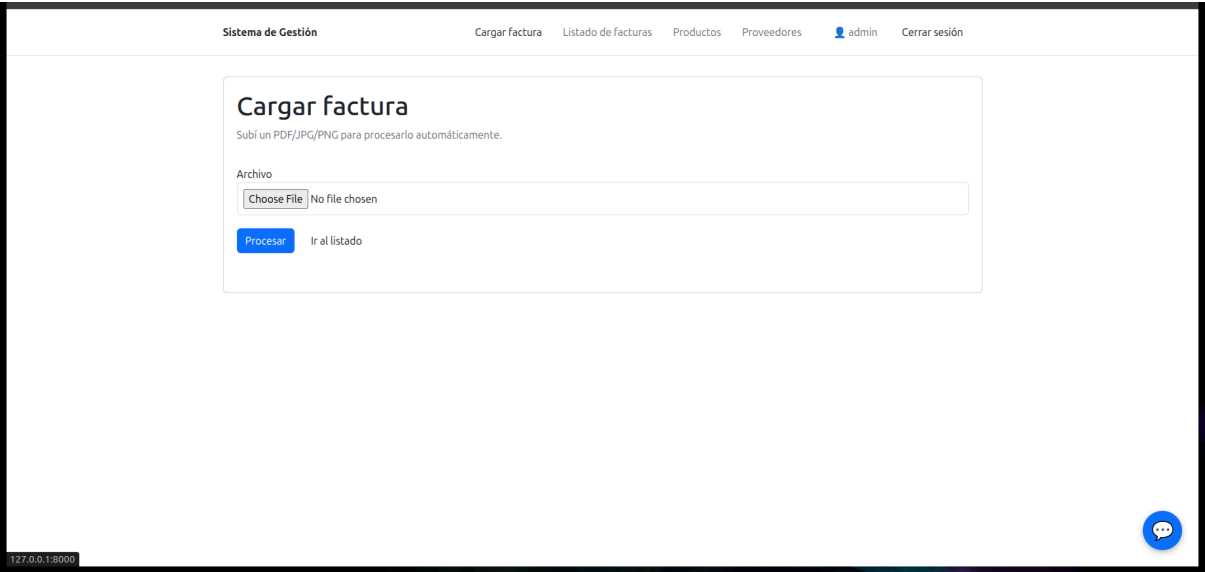 Sistema de Gestión Cargar factura Listado de facturas Productos Proveedores admin Cerrar sesión
Cargar factura
Subí un PDF/JPG/PNG para procesarlo automáticamente.
Archivo
Choose File No file chosen
Procesar Ir al listado
127.0.0.1:8000